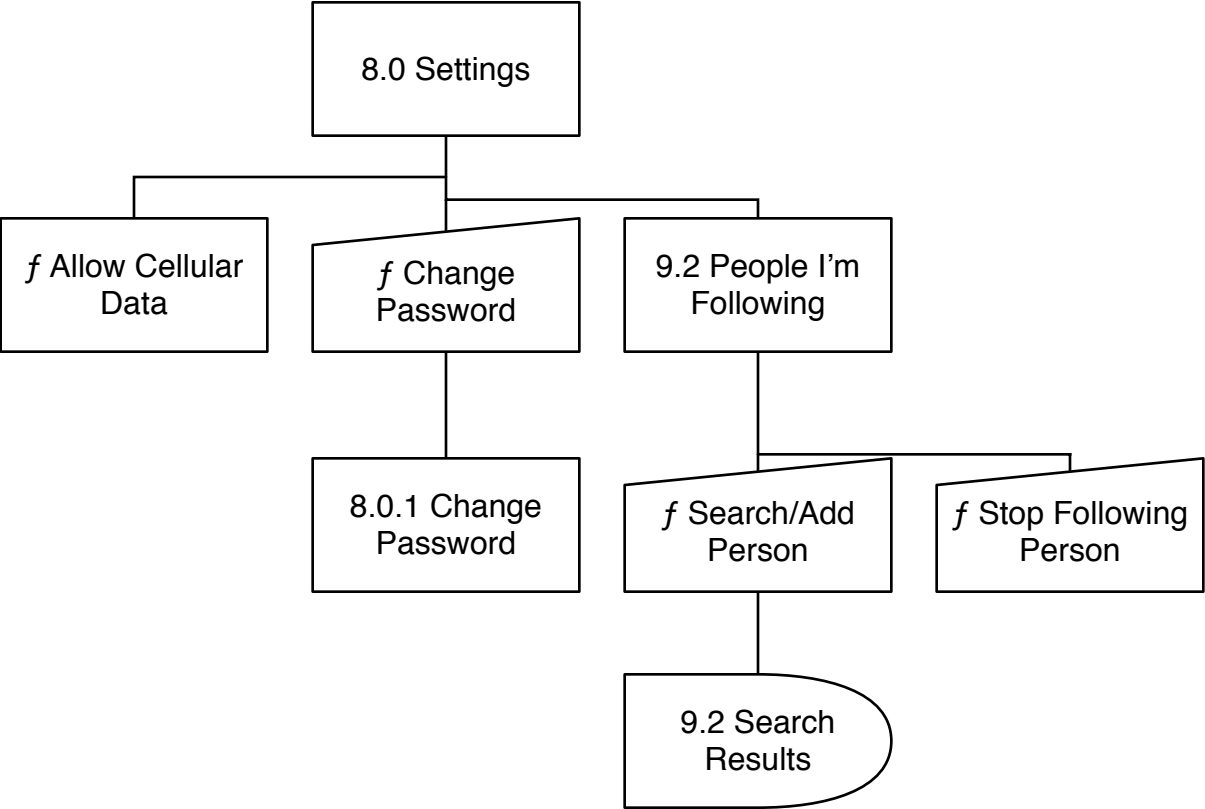 8.0 Settings
ƒ Allow Cellular
Data
ƒ Change
Password
9.2 People I’m
Following
8.0.1 Change
Password
ƒ Search/Add
Person
ƒ Stop Following
Person
9.2 Search
Results